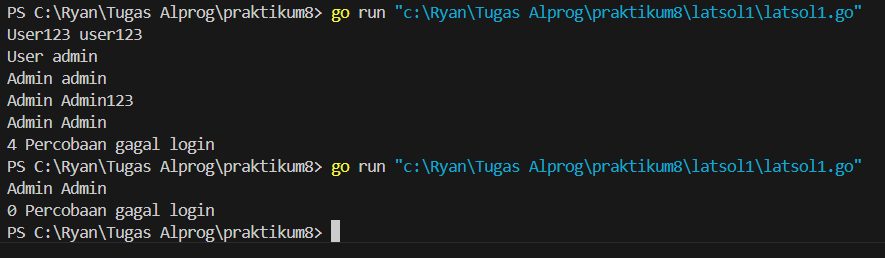 PS C:\Ryan\Tugas Alprog\praktikum8> go run "c:\Ryan\Tugas Alprog\praktikum8\latsol1\latsol1.go"
User123 user123
User admin
Admin admin
Admin Admin123
Admin Admin
4 Percobaan gagal login
PS C:\Ryan\Tugas Alprog\praktikum8> go run "c:\Ryan\Tugas Alprog\praktikum8\latsol1\latsol1.go"
Admin Admin
0 Percobaan gagal login
PS C:\Ryan\Tugas Alprog\praktikum8>